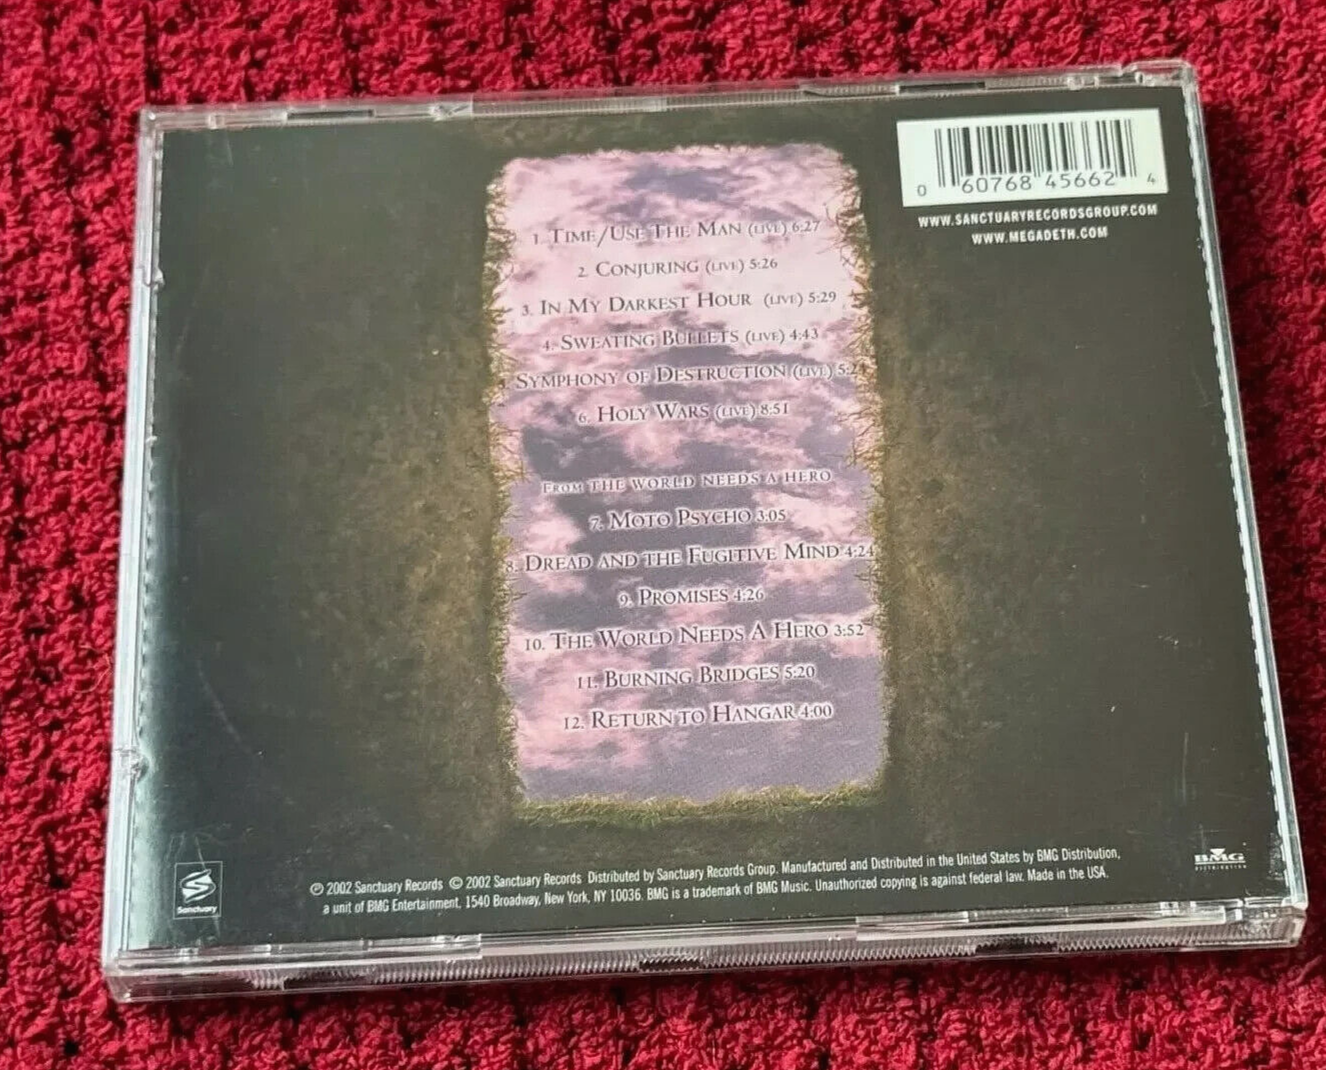 0 60768 45662 4
WWW.SANCTUARYRECORDSGROUP.COM
WWW.MEGADETH.COM
1. TIME/USE THE MAN (LIVE) 6:27
2. CONJURING (LIVE) 5:26
3. IN MY DARKEST HOUR (LIVE) 5:29
4. SWEATING BULLETS (LIVE) 4:43
SYMPHONY OF DESTRUCTION (LIVE)
6. HOLY WARS (LIVE) 8:51
FROM THE WORLD NEEDS A HERO
7. MOTO PSYCHO 3:05
8. DREAD AND THE FUGITIVE MIND 4:24
9. PROMISES 4:26
10. THE WORLD NEEDS A HERO 3:52
11. BURNING BRIDGES 5:20
12. RETURN TO HANGAR 4:00
Sanctuary
℗ 2002 Sanctuary Records © 2002 Sanctuary Records Distributed by Sanctuary Records Group. Manufactured and Distributed in the United States by BMG Distribution,
a unit of BMG Entertainment, 1540 Broadway, New York, NY 10036. BMG is a trademark of BMG Music. Unauthorized copying is against federal law. Made in the USA.
BMG
DISTRIBUTION